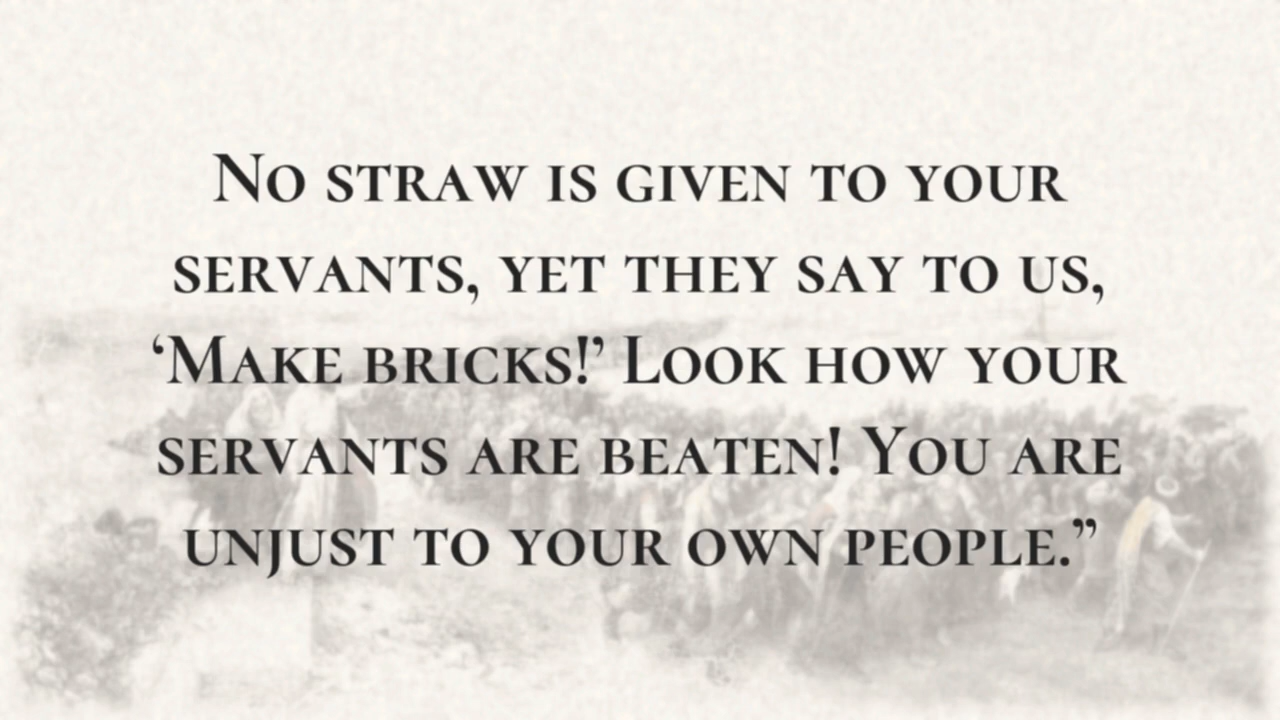 No straw is given to your
servants, yet they say to us,
‘Make bricks!’ Look how your
servants are beaten! You are
unjust to your own people.”